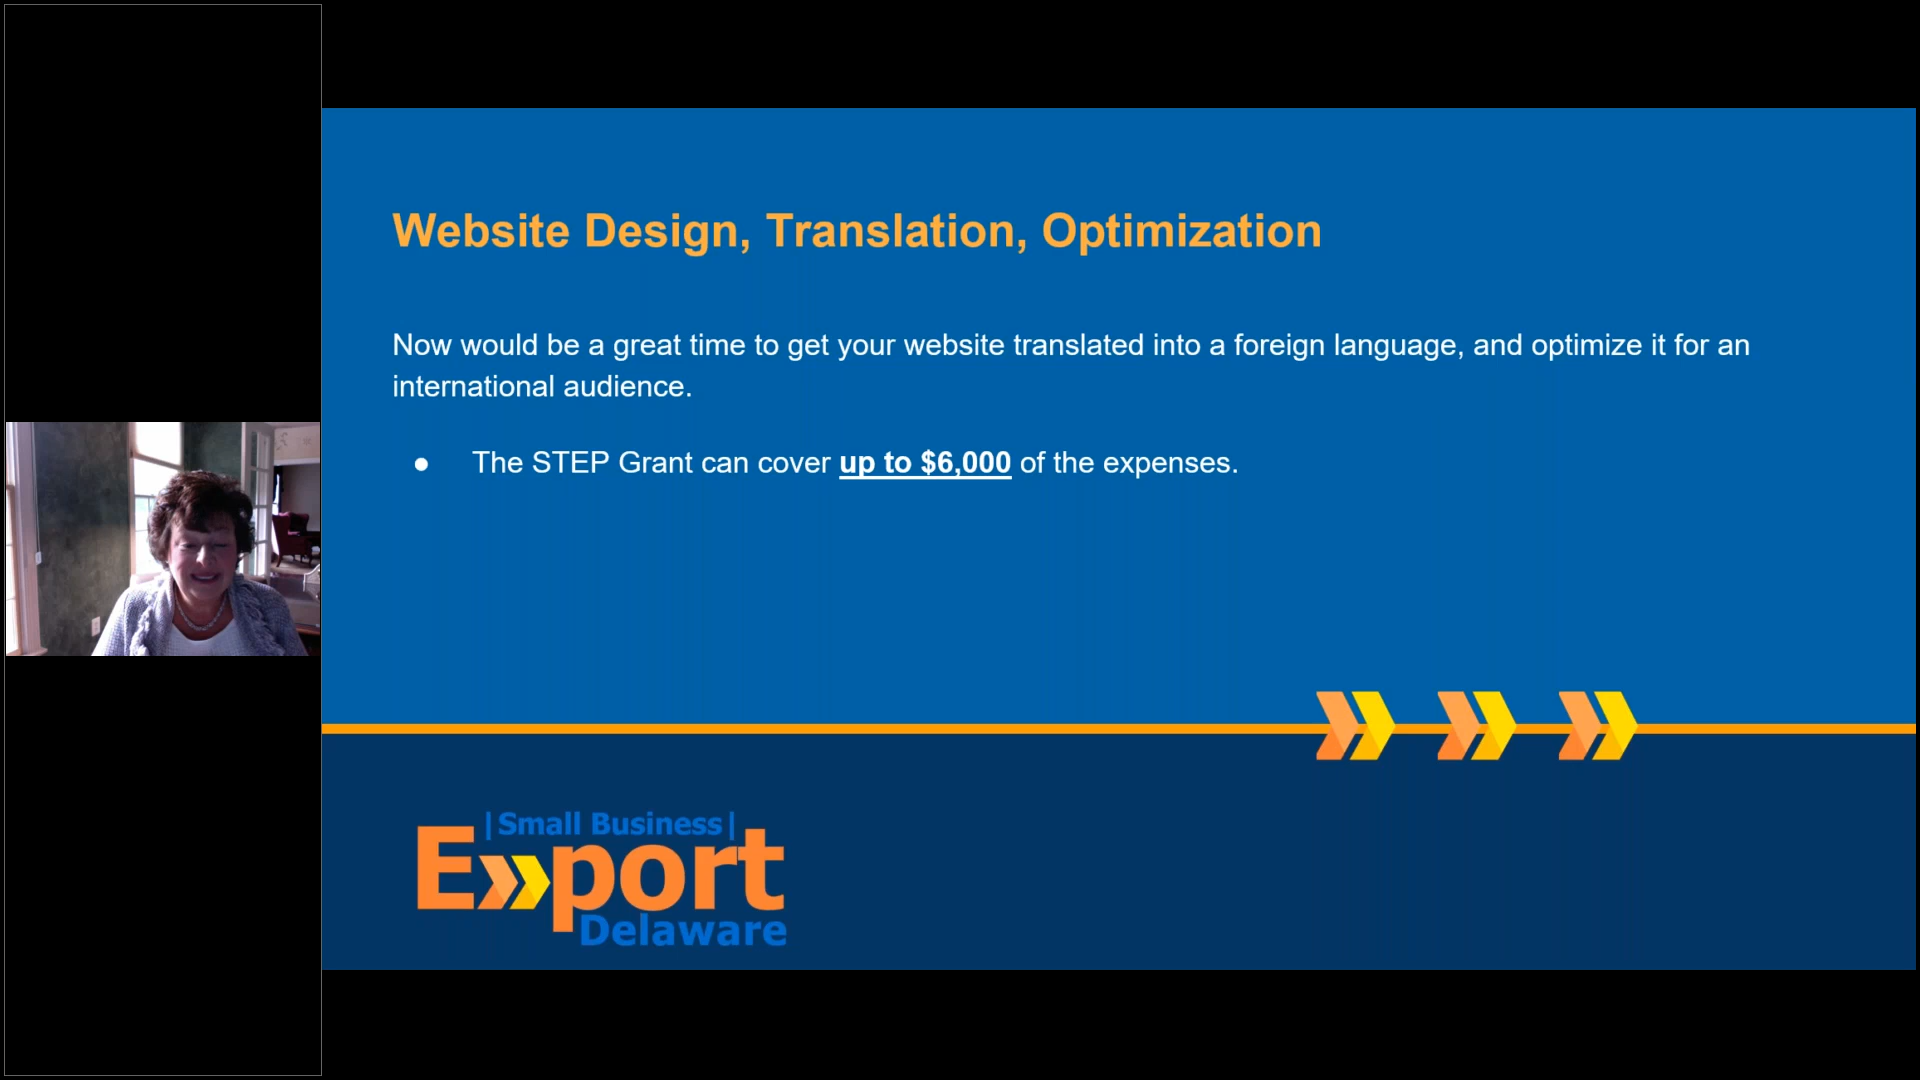 Website Design, Translation, Optimization
Now would be a great time to get your website translated into a foreign language, and optimize it for an
international audience.
● The STEP Grant can cover up to $6,000 of the expenses.
|Small Business|
Export
Delaware